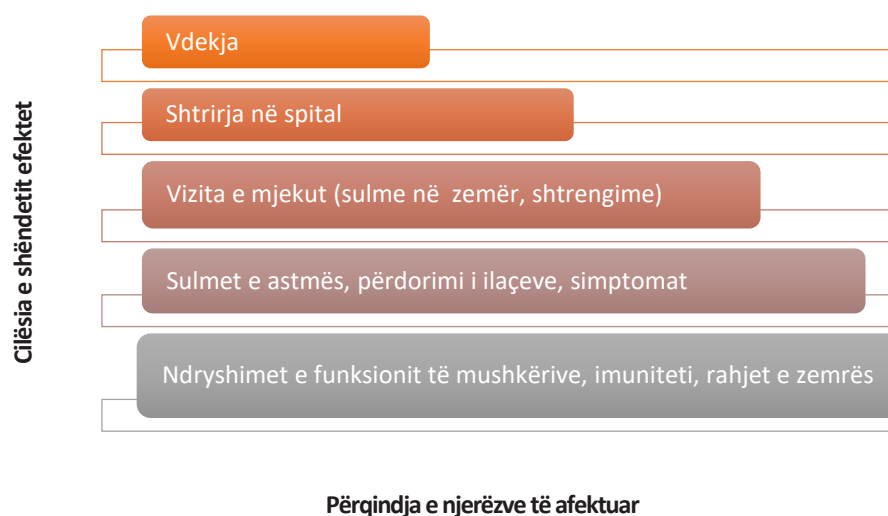 Cilësia e shëndetit efektet
Vdekja
Shtrirja në spital
Vizita e mjekut (sulme në zemër, shtrengime)
Sulmet e astmës, përdorimi i ilaçeve, simptomat
Ndryshimet e funksionit të mushkërive, imuniteti, rahjet e zemrës
Përqindja e njerëzve të afektuar